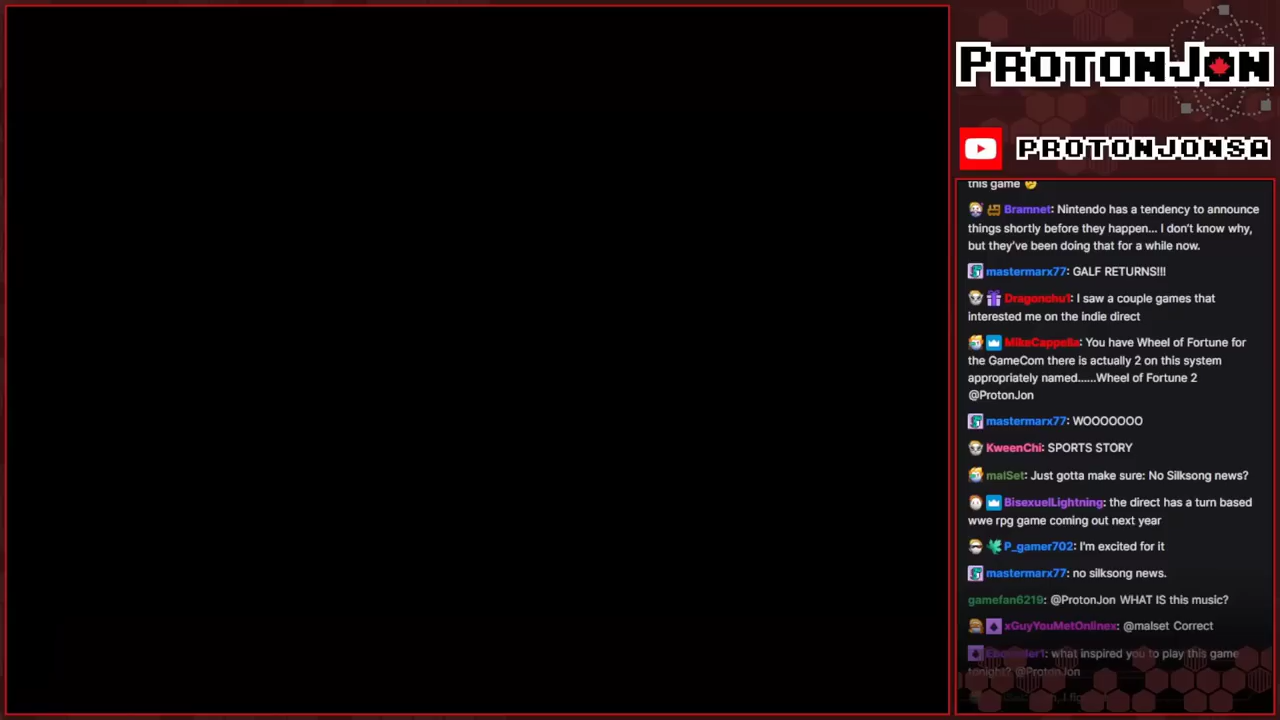 PROTONJON
PROTONJONSA
this game 🤔
Bramnet: Nintendo has a tendency to announce
things shortly before they happen... I don't know why,
but they've been doing that for a while now.
mastermarx77: GALF RETURNS!!!
Dragonchu1: I saw a couple games that
interested me on the indie direct
MikeCappella: You have Wheel of Fortune for
the GameCom there is actually 2 on this system
appropriately named......Wheel of Fortune 2
@ProtonJon
mastermarx77: WOOOOOOO
KweenChi: SPORTS STORY
malSet: Just gotta make sure: No Silksong news?
BisexuelLightning: the direct has a turn based
wwe rpg game coming out next year
P_gamer702: I'm excited for it
mastermarx77: no silksong news.
gamefan6219: @ProtonJon WHAT IS this music?
xGuyYouMetOnlinex: @malset Correct
what inspired you to play this game
tonight? @ProtonJon